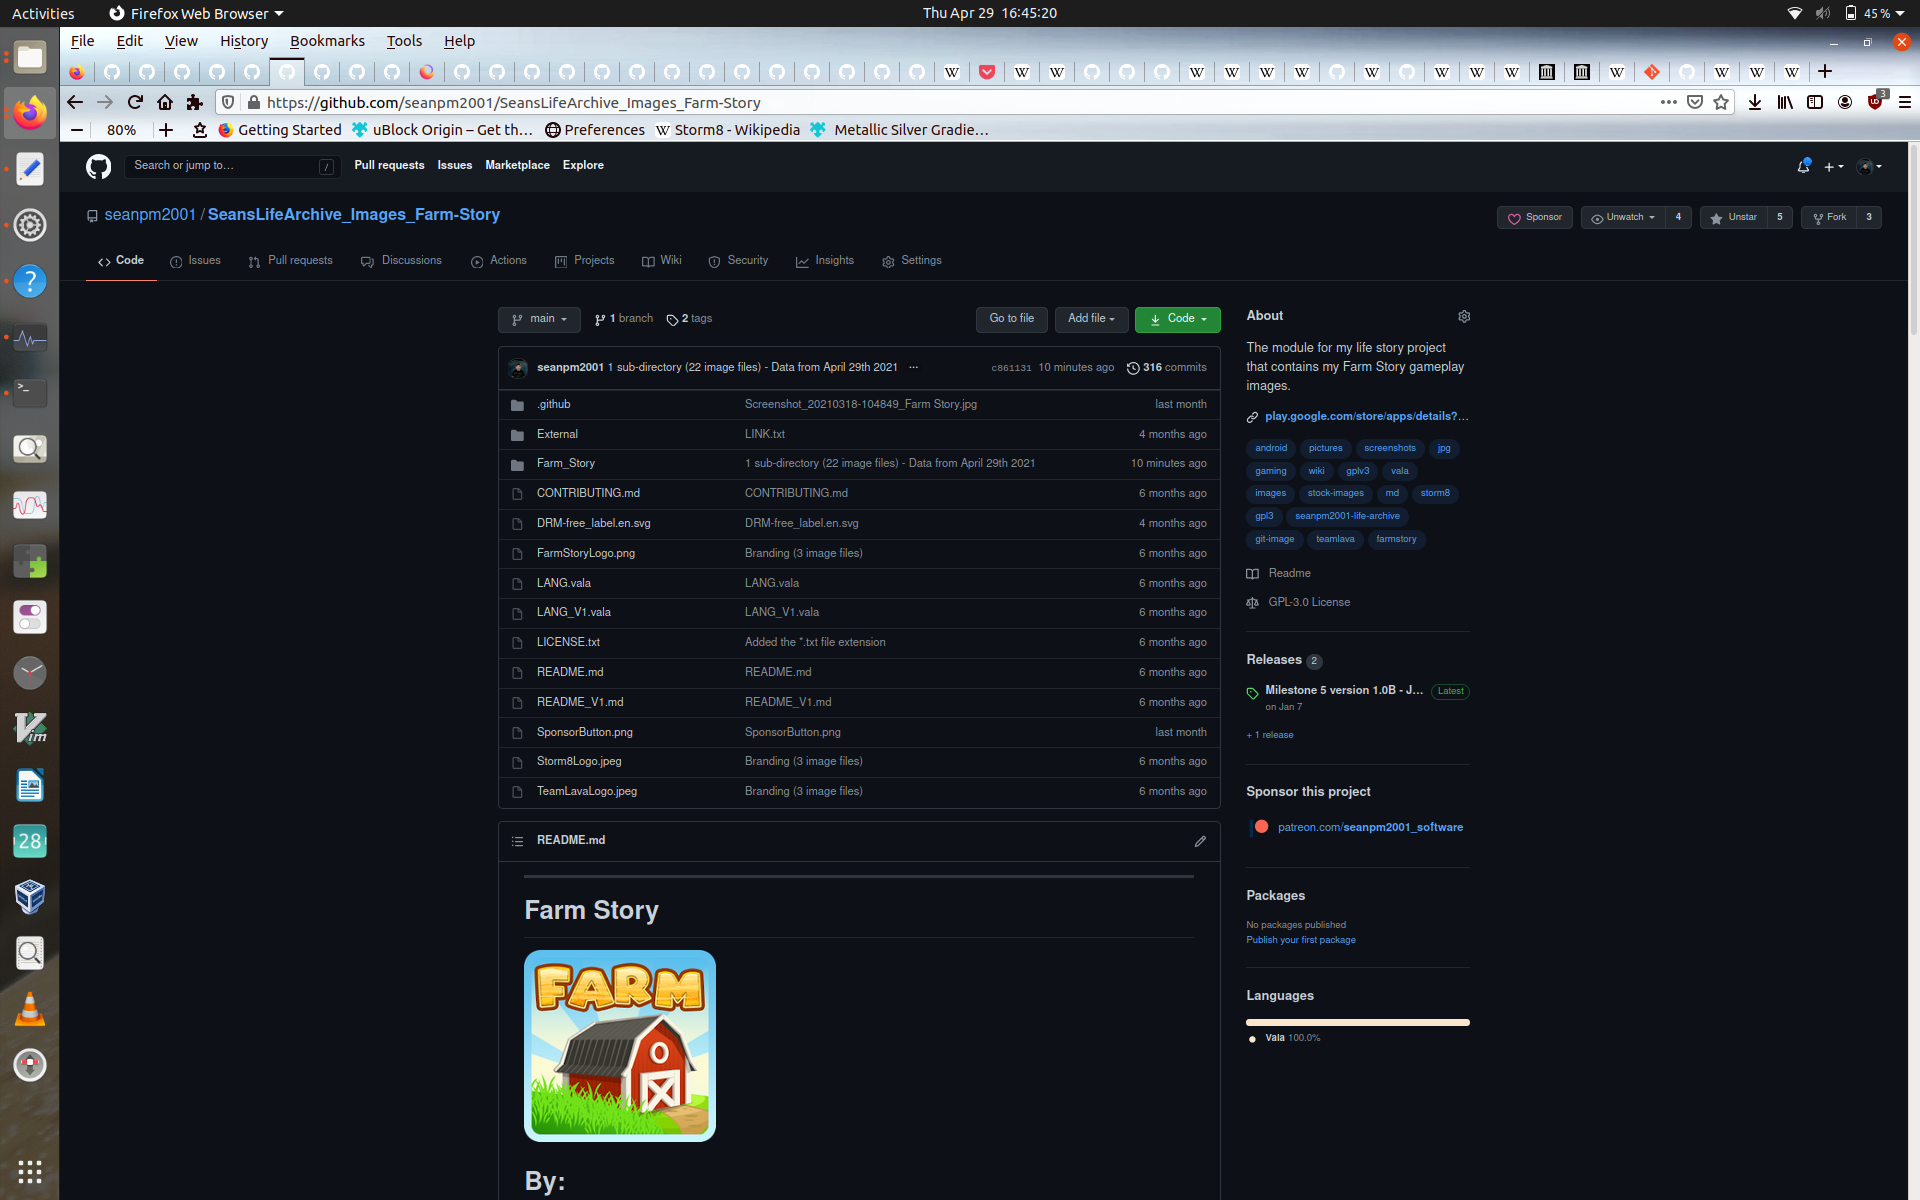 Activities Firefox Web Browser Thu Apr 29 16:45:20 45 %
File Edit View History Bookmarks Tools Help
https://github.com/seanpm2001/SeansLifeArchive_Images_Farm-Story 3
80% Getting Started uBlock Origin – Get th… Preferences Storm8 - Wikipedia Metallic Silver Gradie…
Search or jump to… / Pull requests Issues Marketplace Explore
seanpm2001 / SeansLifeArchive_Images_Farm-Story Sponsor Unwatch 4 Unstar 5 Fork 3
Code Issues Pull requests Discussions Actions Projects Wiki Security Insights Settings
main 1 branch 2 tags Go to file Add file Code
seanpm2001 1 sub-directory (22 image files) - Data from April 29th 2021 ... c861131 10 minutes ago 316 commits
.github Screenshot_20210318-104849_Farm Story.jpg last month
External LINK.txt 4 months ago
Farm_Story 1 sub-directory (22 image files) - Data from April 29th 2021 10 minutes ago
CONTRIBUTING.md CONTRIBUTING.md 6 months ago
DRM-free_label.en.svg DRM-free_label.en.svg 4 months ago
FarmStoryLogo.png Branding (3 image files) 6 months ago
LANG.vala LANG.vala 6 months ago
LANG_V1.vala LANG_V1.vala 6 months ago
LICENSE.txt Added the *.txt file extension 6 months ago
README.md README.md 6 months ago
README_V1.md README_V1.md 6 months ago
SponsorButton.png SponsorButton.png last month
Storm8Logo.jpeg Branding (3 image files) 6 months ago
TeamLavaLogo.jpeg Branding (3 image files) 6 months ago
README.md
Farm Story
FARM
By:
About
The module for my life story project
that contains my Farm Story gameplay
images.
play.google.com/store/apps/details?…
android pictures screenshots jpg
gaming wiki gplv3 vala
images stock-images md storm8
gpl3 seanpm2001-life-archive
git-image teamlava farmstory
Readme
GPL-3.0 License
Releases 2
Milestone 5 version 1.0B - J… Latest
on Jan 7
+ 1 release
Sponsor this project
patreon.com/seanpm2001_software
Packages
No packages published
Publish your first package
Languages
Vala 100.0%
28
Vim